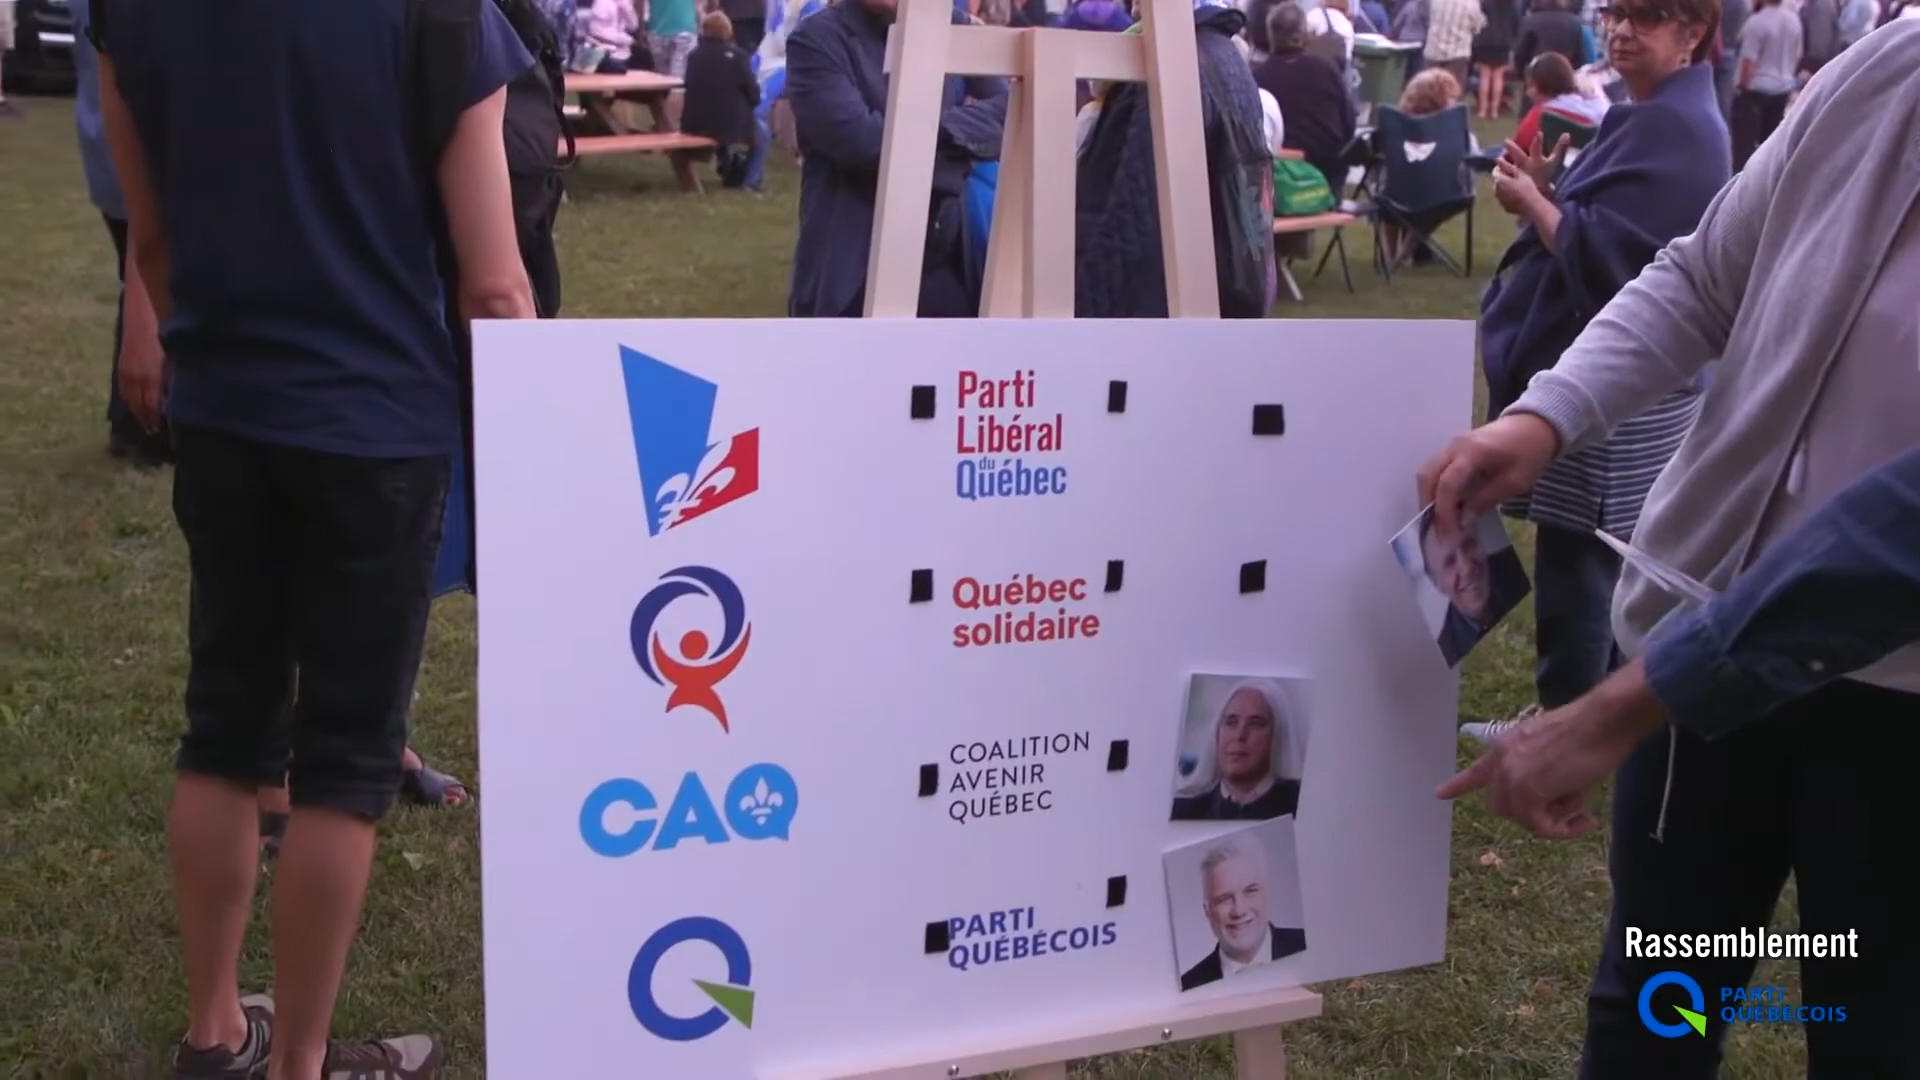 Parti
Libéral
du
Québec
Québec
solidaire
CAQ
COALITION
AVENIR
QUÉBEC
PARTI
QUÉBÉCOIS
Rassemblement
PARTI
QUÉBÉCOIS